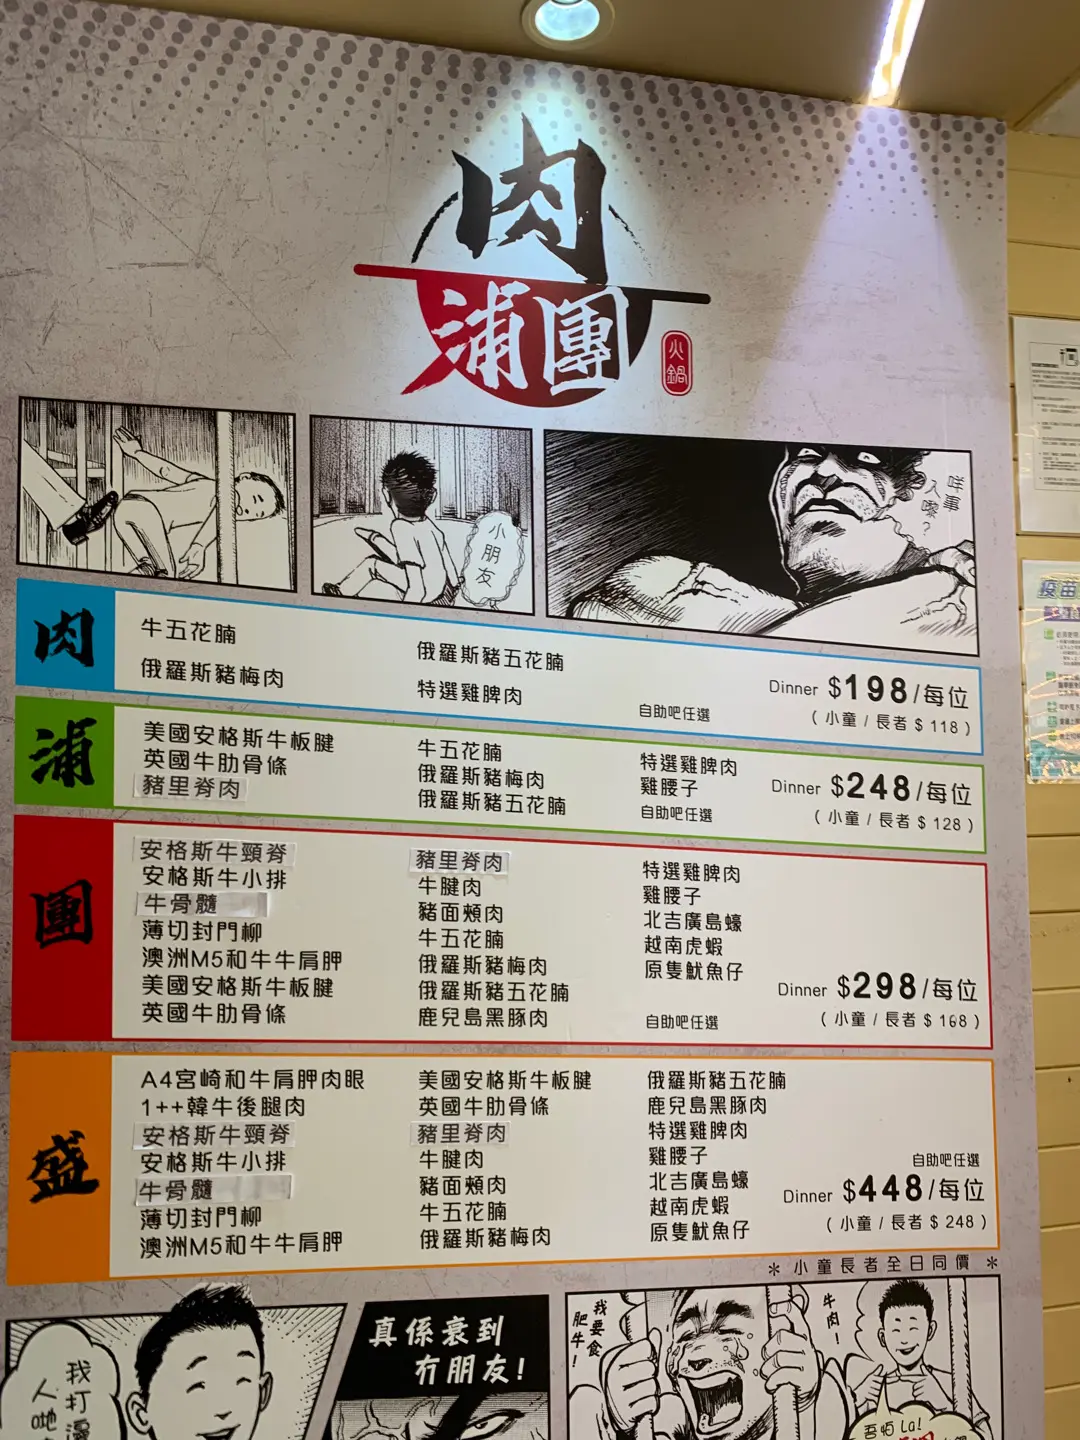 肉
浦團
火鍋
小朋友
咩事
入嚟?
肉
牛五花腩
俄羅斯豬梅肉
俄羅斯豬五花腩
特選雞脾肉
自助吧任選
Dinner $198/每位
( 小童 / 長者 $ 118 )
浦
美國安格斯牛板腱
英國牛肋骨條
豬里脊肉
牛五花腩
俄羅斯豬梅肉
俄羅斯豬五花腩
特選雞脾肉
雞腰子
自助吧任選
Dinner $248/每位
( 小童 / 長者 $ 128 )
團
安格斯牛頸脊
安格斯牛小排
牛骨髓
薄切封門柳
澳洲M5和牛牛肩胛
美國安格斯牛板腱
英國牛肋骨條
豬里脊肉
牛腱肉
豬面頰肉
牛五花腩
俄羅斯豬梅肉
俄羅斯豬五花腩
鹿兒島黑豚肉
特選雞脾肉
雞腰子
北吉廣島蠔
越南虎蝦
原隻魷魚仔
自助吧任選
Dinner $298/每位
( 小童 / 長者 $ 168 )
盛
A4宮崎和牛肩胛肉眼
1++韓牛後腿肉
安格斯牛頸脊
安格斯牛小排
牛骨髓
薄切封門柳
澳洲M5和牛牛肩胛
美國安格斯牛板腱
英國牛肋骨條
豬里脊肉
牛腱肉
豬面頰肉
牛五花腩
俄羅斯豬梅肉
俄羅斯豬五花腩
鹿兒島黑豚肉
特選雞脾肉
雞腰子
北吉廣島蠔
越南虎蝦
原隻魷魚仔
自助吧任選
Dinner $448/每位
( 小童 / 長者 $ 248 )
* 小童長者全日同價 *
我打
人哋
真係衰到
冇朋友!
我要食
肥牛!
牛肉!
吾怕 La!
疫苗